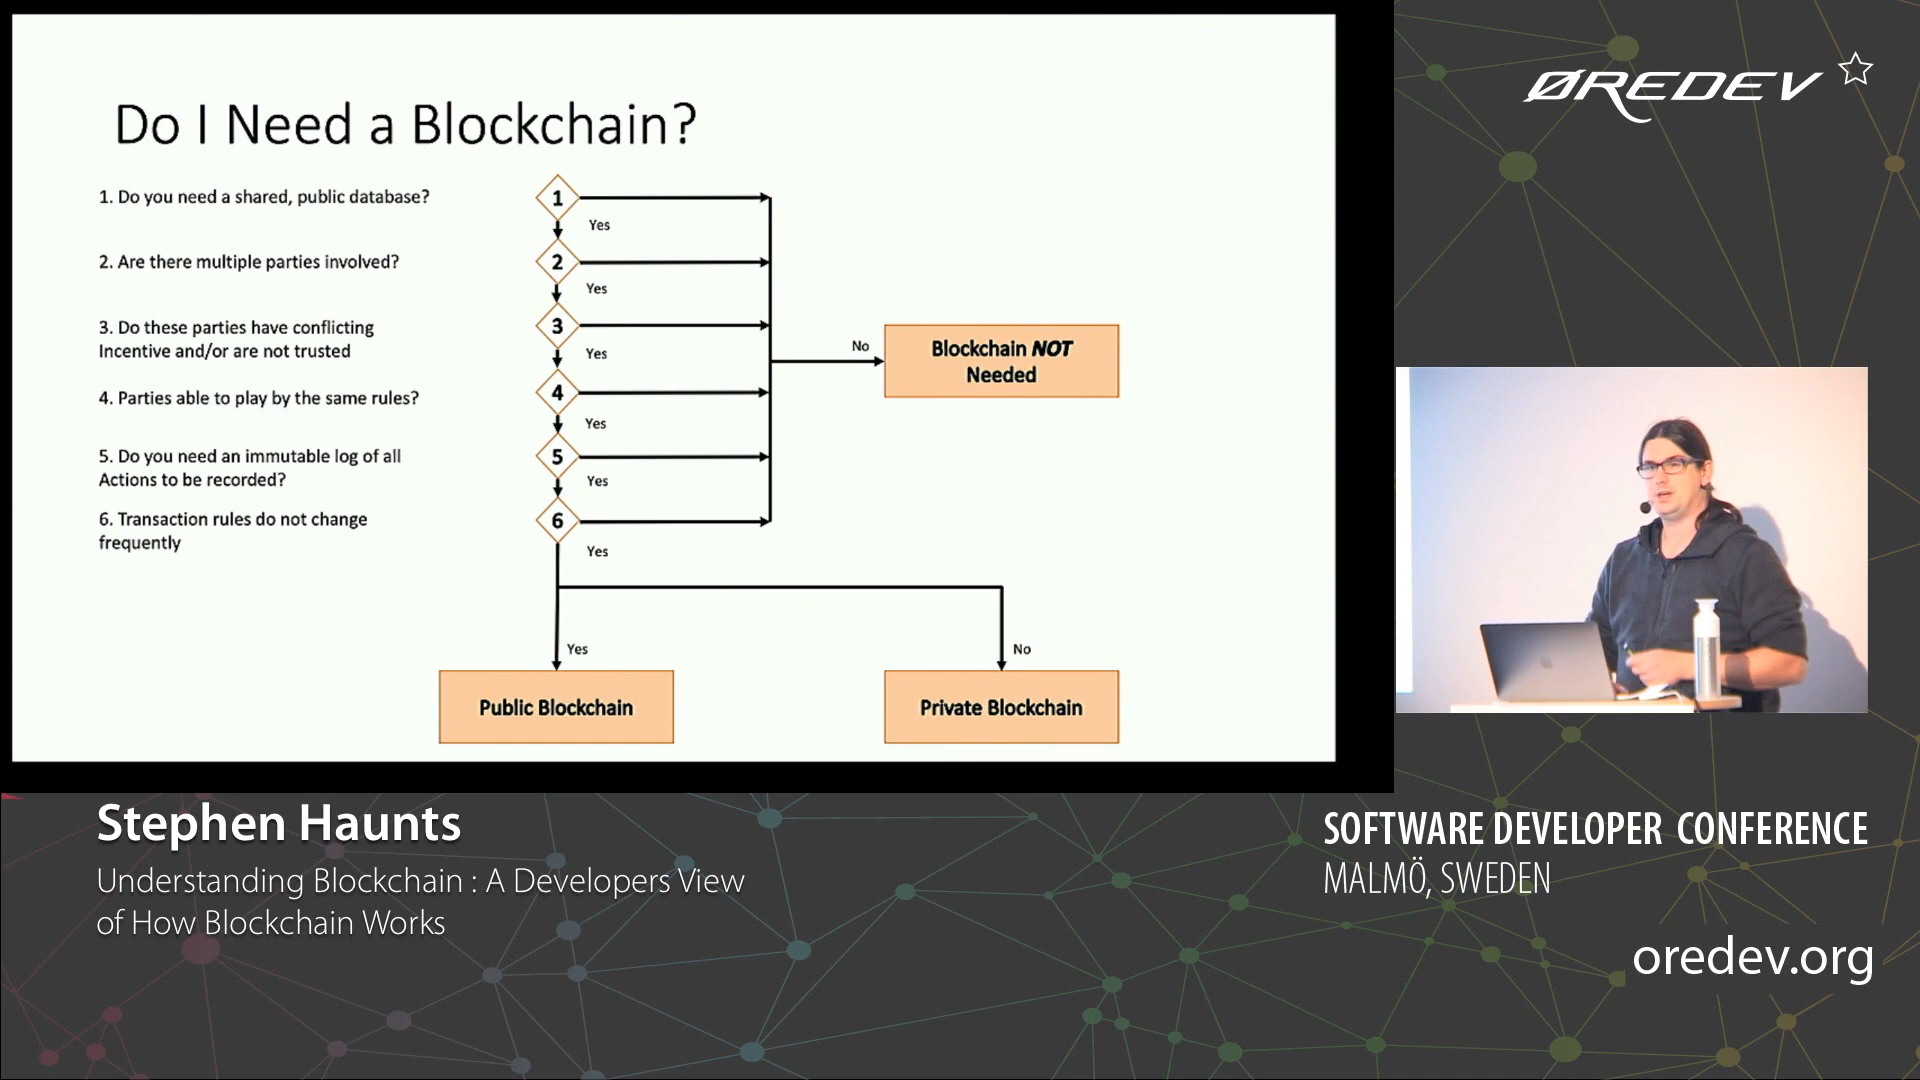 Do I Need a Blockchain?
1. Do you need a shared, public database?
2. Are there multiple parties involved?
3. Do these parties have conflicting
Incentive and/or are not trusted
4. Parties able to play by the same rules?
5. Do you need an immutable log of all
Actions to be recorded?
6. Transaction rules do not change
frequently
1
Yes
2
Yes
3
Yes
4
Yes
5
Yes
6
Yes
No
Blockchain NOT
Needed
Yes
No
Public Blockchain
Private Blockchain
ØREDEV
Stephen Haunts
Understanding Blockchain : A Developers View
of How Blockchain Works
SOFTWARE DEVELOPER CONFERENCE
MALMÖ, SWEDEN
oredev.org